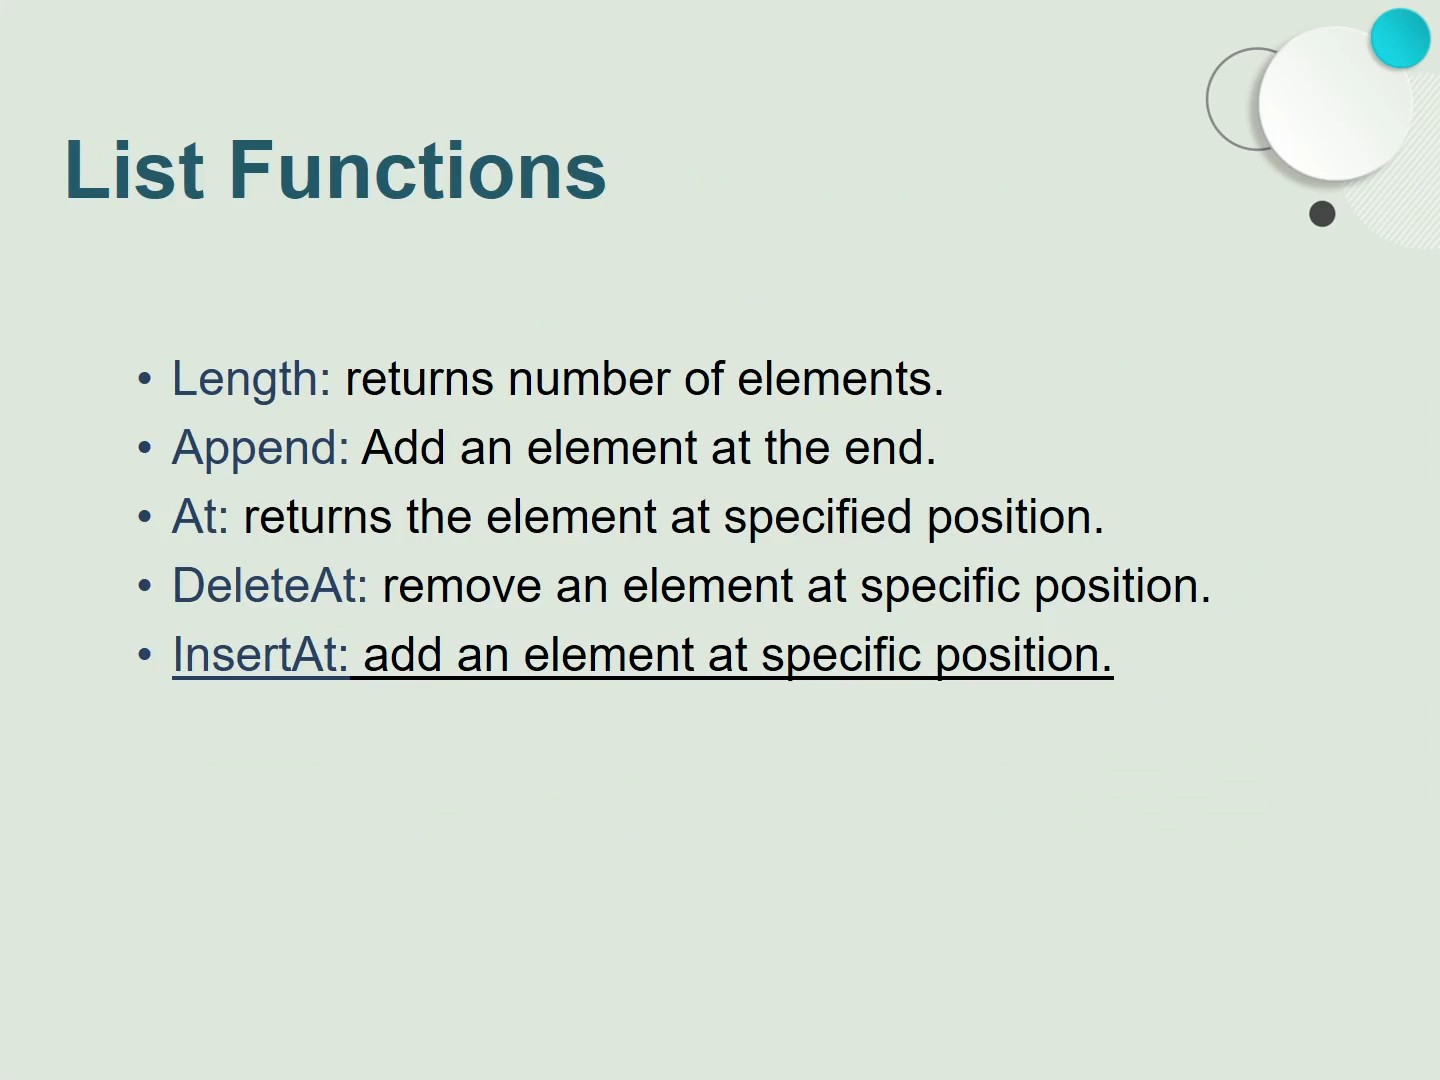 List Functions
• Length: returns number of elements.
• Append: Add an element at the end.
• At: returns the element at specified position.
• DeleteAt: remove an element at specific position.
• InsertAt: add an element at specific position.